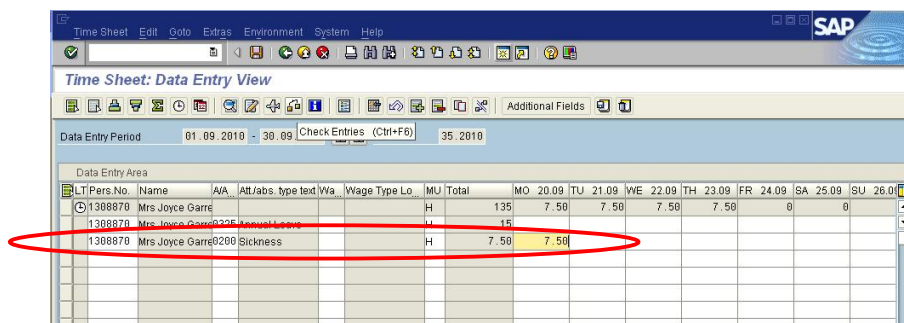 SAP
Time Sheet Edit Goto Extras Environment System Help
Time Sheet: Data Entry View
Additional Fields
Data Entry Period 01.09.2010 - 30.09. Check Entries (Ctrl+F6) 35.2010
Data Entry Area
LT Pers.No. Name A/A... Att./abs. type text Wa... Wage Type Lo... MU Total MO 20.09 TU 21.09 WE 22.09 TH 23.09 FR 24.09 SA 25.09 SU 26.09
1308870 Mrs Joyce Garre H 135 7.50 7.50 7.50 7.50 0 0
1308870 Mrs Joyce Garre 0325 Annual Leave H 15
1308870 Mrs Joyce Garre 0200 Sickness H 7.50 7.50